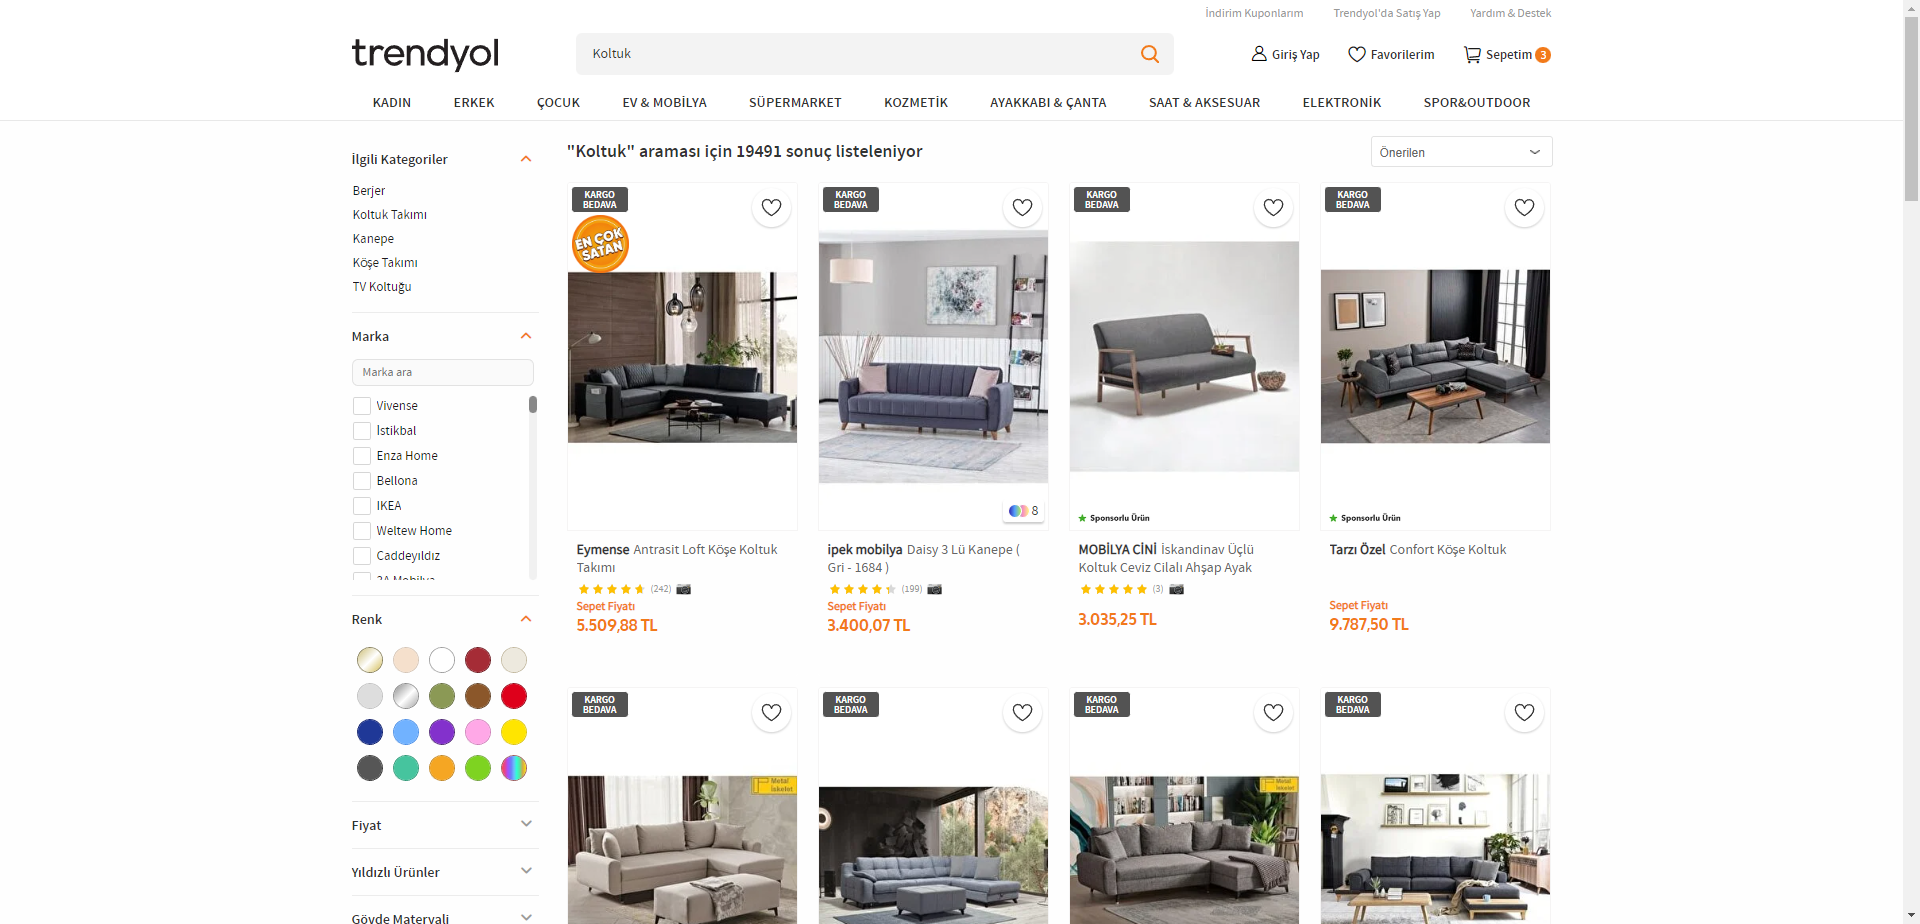 İndirim Kuponlarım
Trendyol'da Satış Yap
Yardım & Destek
trendyol
Koltuk
Giriş Yap
Favorilerim
Sepetim 3
KADIN
ERKEK
ÇOCUK
EV & MOBİLYA
SÜPERMARKET
KOZMETİK
AYAKKABI & ÇANTA
SAAT & AKSESUAR
ELEKTRONİK
SPOR&OUTDOOR
İlgili Kategoriler
Berjer
Koltuk Takımı
Kanepe
Köşe Takımı
TV Koltuğu
Marka
Marka ara
Vivense
İstikbal
Enza Home
Bellona
IKEA
Weltew Home
Caddeyıldız
3A Mobilya
Renk
Fiyat
Yıldızlı Ürünler
Gövde Materyali
"Koltuk" araması için 19491 sonuç listeleniyor
Önerilen
KARGO
BEDAVA
EN ÇOK
SATAN
Eymense Antrasit Loft Köşe Koltuk
Takımı
(242)
Sepet Fiyatı
5.509,88 TL
KARGO
BEDAVA
8
ipek mobilya Daisy 3 Lü Kanepe (
Gri - 1684 )
(199)
Sepet Fiyatı
3.400,07 TL
KARGO
BEDAVA
Sponsorlu Ürün
MOBİLYA CİNİ İskandinav Üçlü
Koltuk Ceviz Cilalı Ahşap Ayak
(3)
3.035,25 TL
KARGO
BEDAVA
Sponsorlu Ürün
Tarzı Özel Confort Köşe Koltuk
Sepet Fiyatı
9.787,50 TL
KARGO
BEDAVA
Metal
İskelet
KARGO
BEDAVA
KARGO
BEDAVA
Metal
İskelet
KARGO
BEDAVA